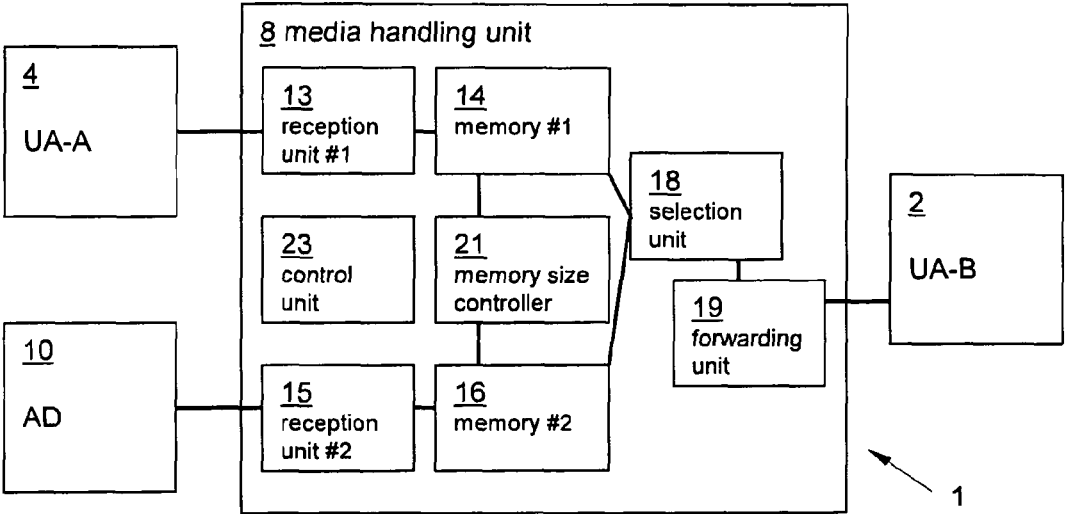 8 media handling unit
4
UA-A
13
reception
unit #1
14
memory #1
18
selection
unit
2
UA-B
23
control
unit
21
memory size
controller
19
forwarding
unit
10
AD
15
reception
unit #2
16
memory #2
1